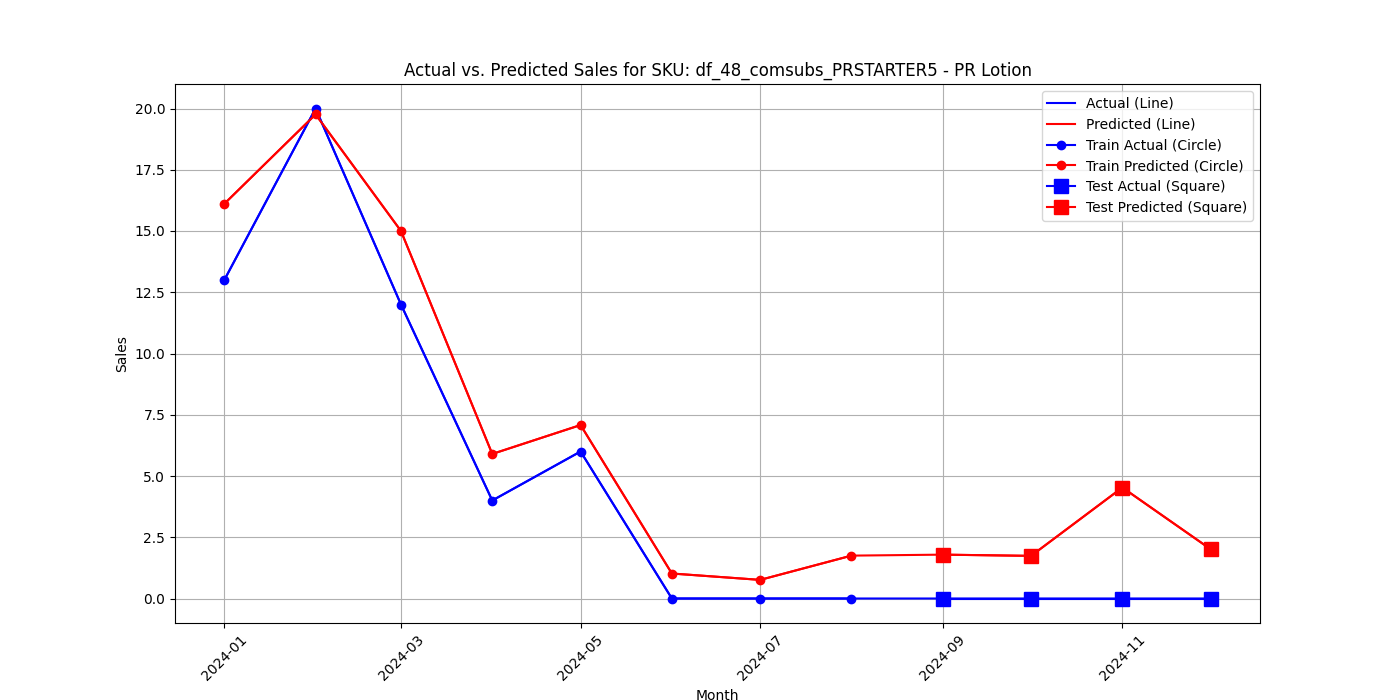 Actual vs. Predicted Sales for SKU: df_48_comsubs_PRSTARTER5 - PR Lotion
Actual (Line)
Predicted (Line)
Train Actual (Circle)
Train Predicted (Circle)
Test Actual (Square)
Test Predicted (Square)
Sales
20.0
17.5
15.0
12.5
10.0
7.5
5.0
2.5
0.0
2024-01
2024-03
2024-05
2024-07
2024-09
2024-11
Month